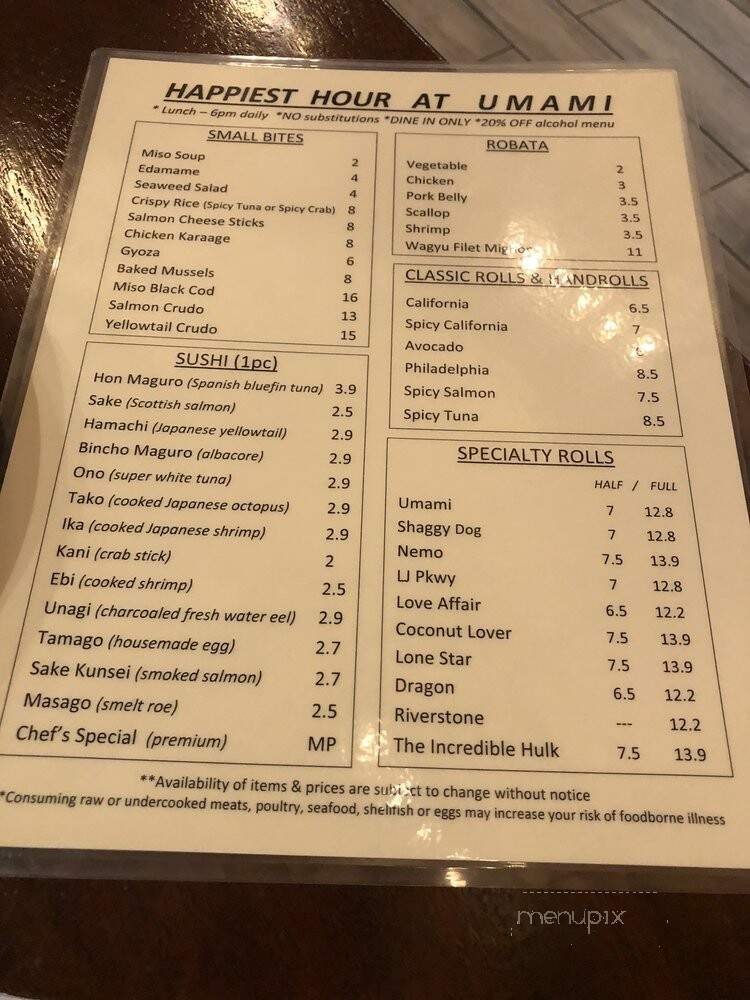 HAPPIEST HOUR AT UMAMI
* Lunch – 6pm daily *NO substitutions *DINE IN ONLY *20% OFF alcohol menu
SMALL BITES
Miso Soup 2
Edamame 4
Seaweed Salad 4
Crispy Rice (Spicy Tuna or Spicy Crab) 8
Salmon Cheese Sticks 8
Chicken Karaage 8
Gyoza 6
Baked Mussels 8
Miso Black Cod 16
Salmon Crudo 13
Yellowtail Crudo 15
SUSHI (1pc)
Hon Maguro (Spanish bluefin tuna) 3.9
Sake (Scottish salmon) 2.5
Hamachi (Japanese yellowtail) 2.9
Bincho Maguro (albacore) 2.9
Ono (super white tuna) 2.9
Tako (cooked Japanese octopus) 2.9
Ika (cooked Japanese shrimp) 2.9
Kani (crab stick) 2
Ebi (cooked shrimp) 2.5
Unagi (charcoaled fresh water eel) 2.9
Tamago (housemade egg) 2.7
Sake Kunsei (smoked salmon) 2.7
Masago (smelt roe) 2.5
Chef's Special (premium) MP
ROBATA
Vegetable 2
Chicken 3
Pork Belly 3.5
Scallop 3.5
Shrimp 3.5
Wagyu Filet Mignon 11
CLASSIC ROLLS & HANDROLLS
California 6.5
Spicy California 7
Avocado
Philadelphia 8.5
Spicy Salmon 7.5
Spicy Tuna 8.5
SPECIALTY ROLLS
HALF / FULL
Umami 7 12.8
Shaggy Dog 7 12.8
Nemo 7.5 13.9
LJ Pkwy 7 12.8
Love Affair 6.5 12.2
Coconut Lover 7.5 13.9
Lone Star 7.5 13.9
Dragon 6.5 12.2
Riverstone --- 12.2
The Incredible Hulk 7.5 13.9
**Availability of items & prices are subject to change without notice
*Consuming raw or undercooked meats, poultry, seafood, shellfish or eggs may increase your risk of foodborne illness
menupix